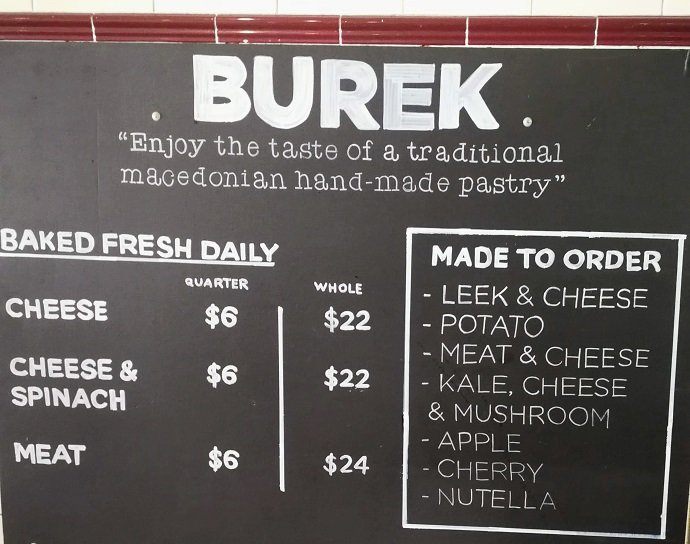 BUREK
“Enjoy the taste of a traditional
macedonian hand-made pastry”
BAKED FRESH DAILY
QUARTER WHOLE
CHEESE $6 $22
CHEESE & $6 $22
SPINACH
MEAT $6 $24
MADE TO ORDER
- LEEK & CHEESE
- POTATO
- MEAT & CHEESE
- KALE, CHEESE
& MUSHROOM
- APPLE
- CHERRY
- NUTELLA